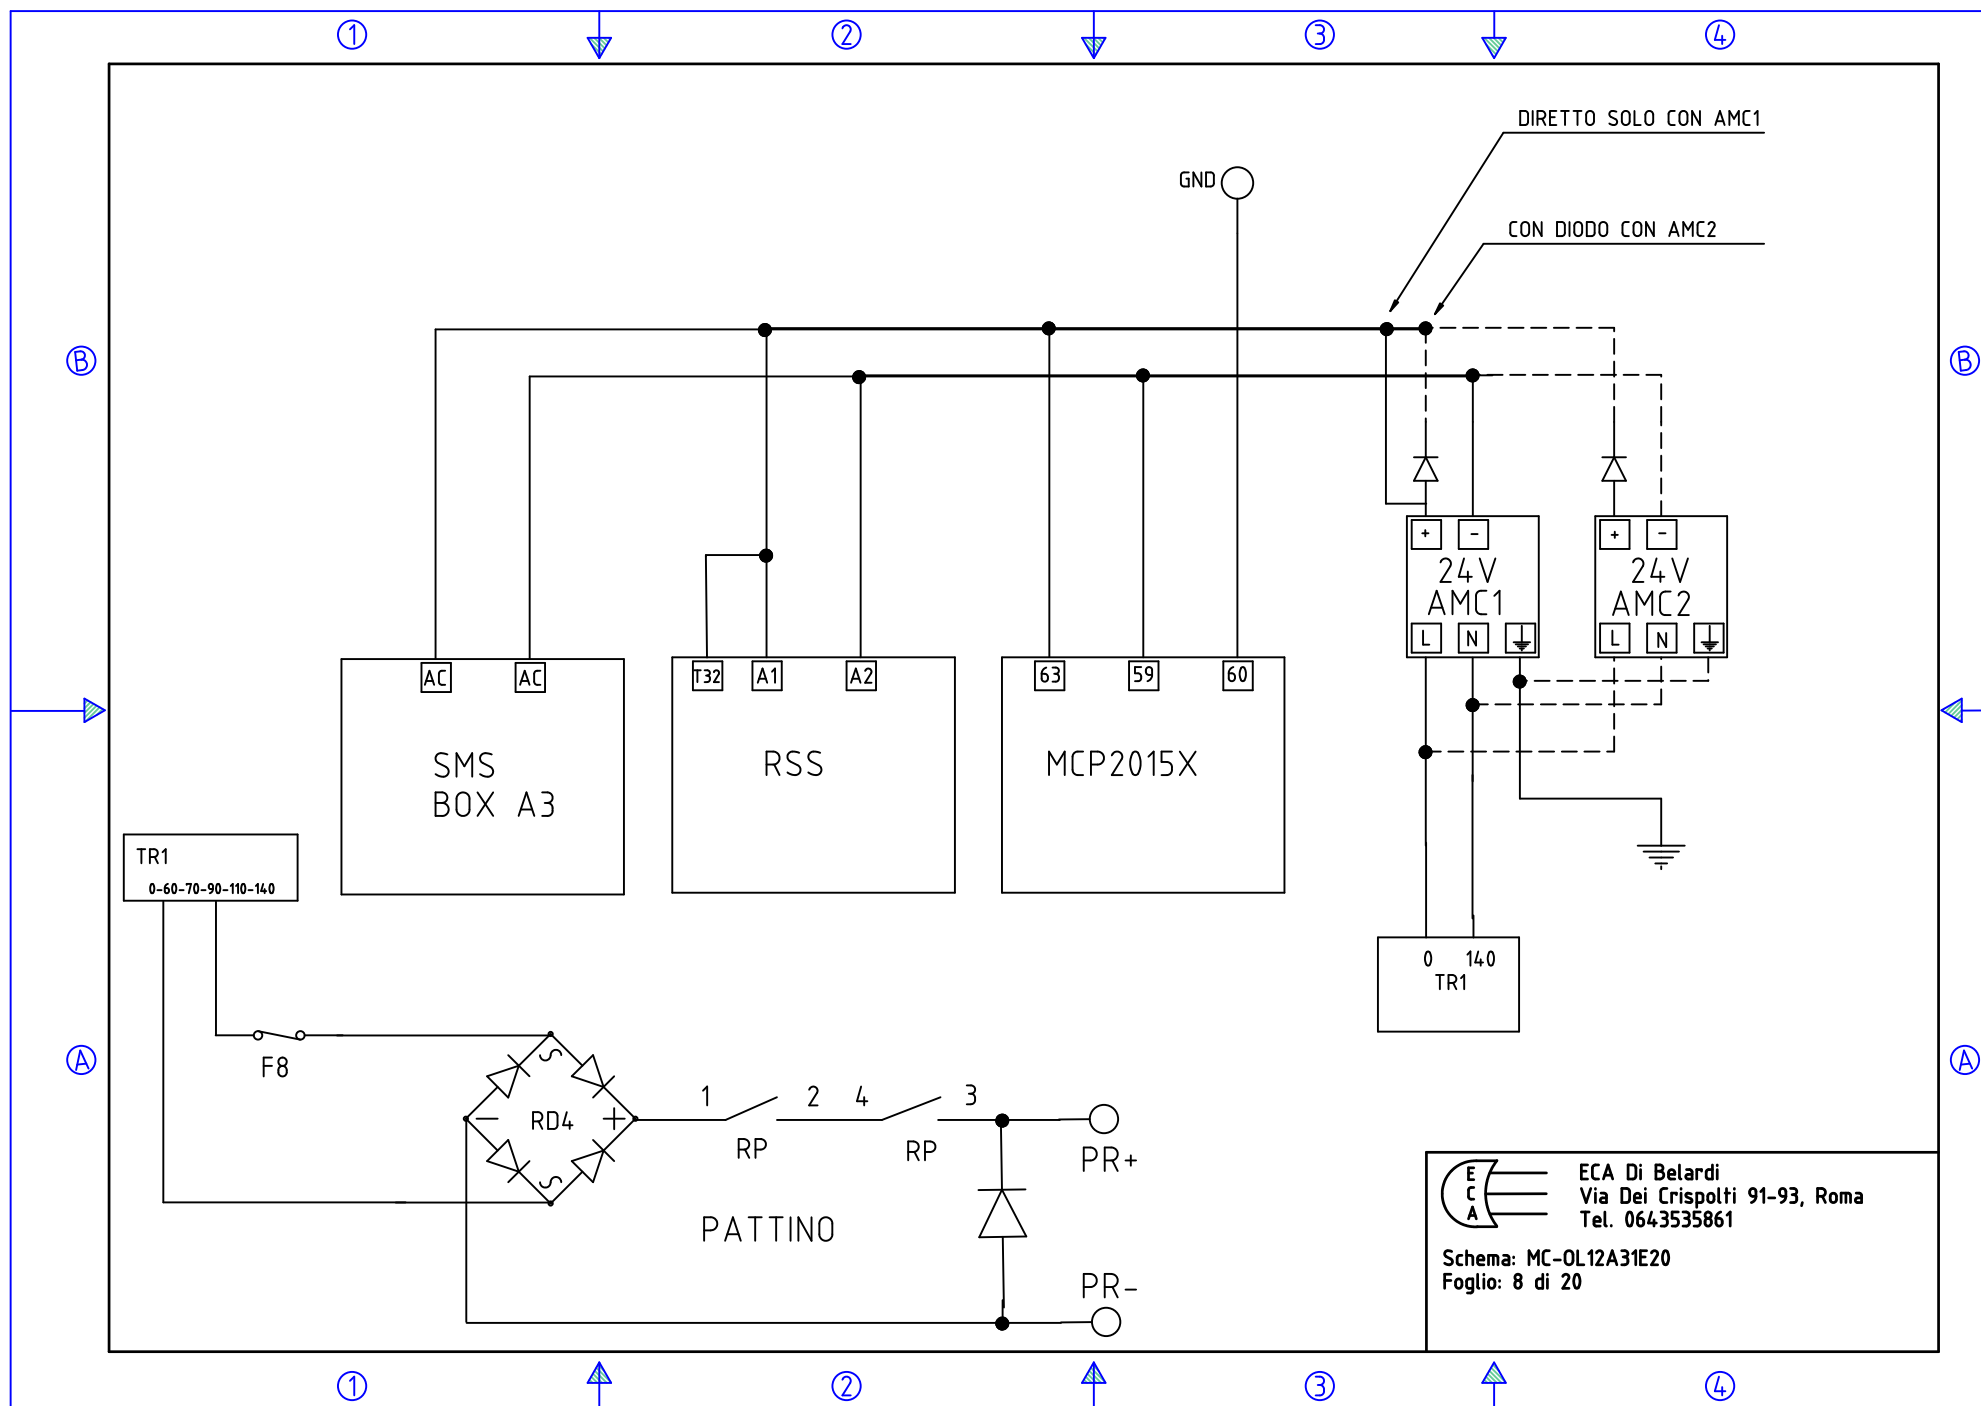 1 2 3 4
DIRETTO SOLO CON AMC1
GND
CON DIODO CON AMC2
B B
+ - + -
24V 24V
AMC1 AMC2
L N L N
AC AC T32 A1 A2 63 59 60
SMS RSS MCP2015X
BOX A3
TR1
0-60-70-90-110-140
0 140
TR1
A A
F8
1 2 4 3
- RD4 +
RP RP
PR+
PATTINO
PR-
E
C
A
ECA Di Belardi
Via Dei Crispolti 91-93, Roma
Tel. 0643535861
Schema: MC-OL12A31E20
Foglio: 8 di 20
1 2 3 4